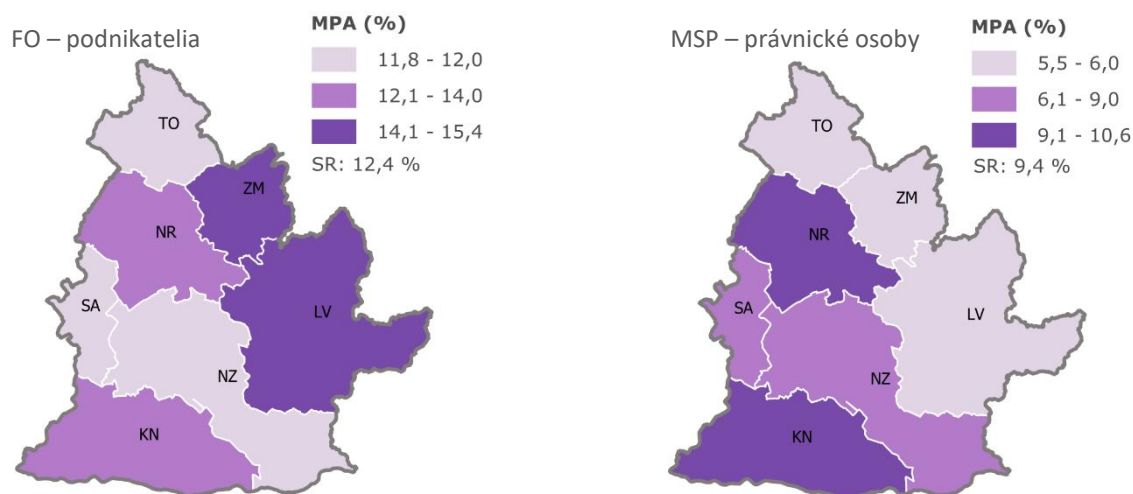 FO – podnikatelia
MPA (%)
11,8 - 12,0
12,1 - 14,0
14,1 - 15,4
SR: 12,4 %
TO
ZM
NR
SA
LV
NZ
KN
MSP – právnické osoby
MPA (%)
5,5 - 6,0
6,1 - 9,0
9,1 - 10,6
SR: 9,4 %
TO
ZM
NR
SA
LV
NZ
KN